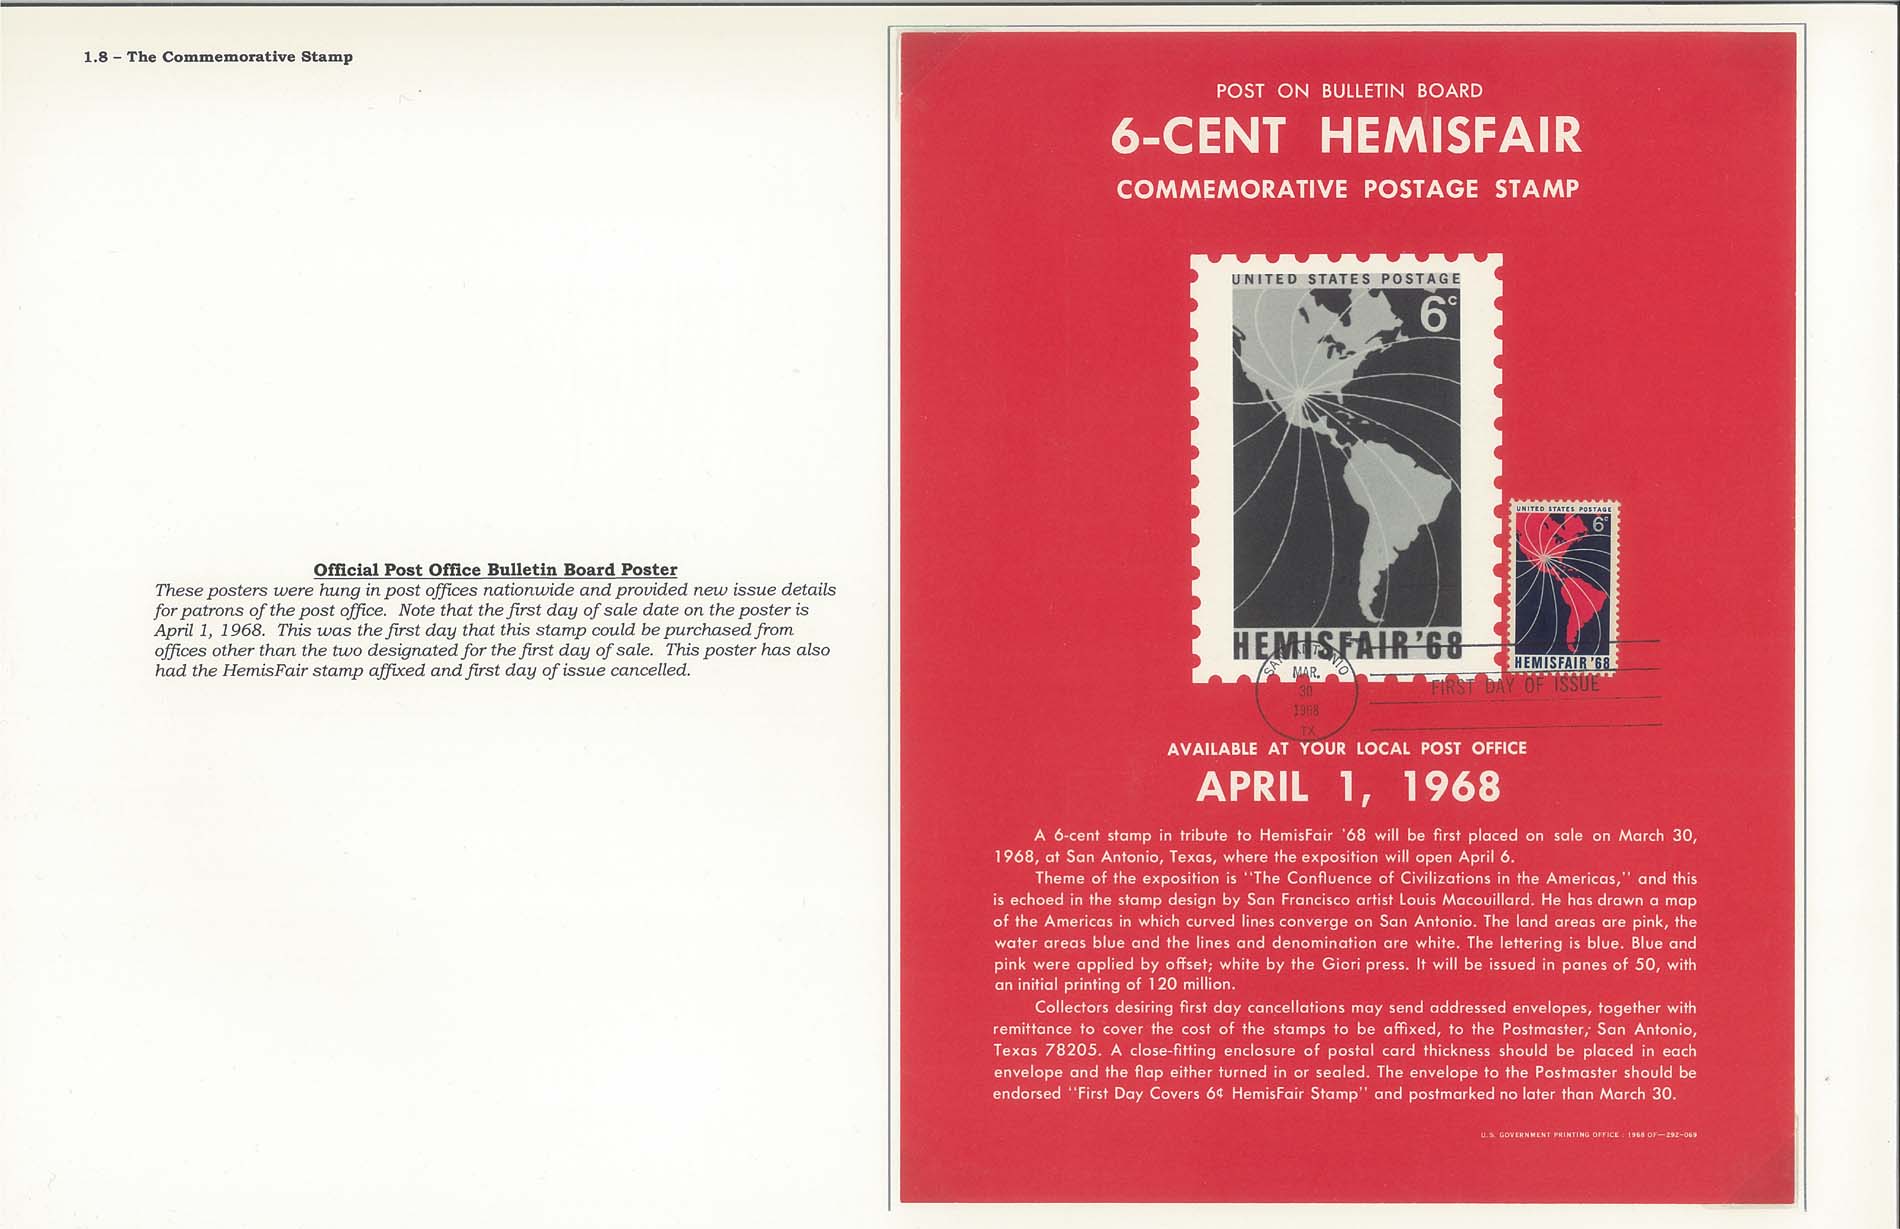 1.8 – The Commemorative Stamp
Official Post Office Bulletin Board Poster
These posters were hung in post offices nationwide and provided new issue details
for patrons of the post office.  Note that the first day of sale date on the poster is
April 1, 1968.  This was the first day that this stamp could be purchased from
offices other than the two designated for the first day of sale.  This poster has also
had the HemisFair stamp affixed and first day of issue cancelled.
POST ON BULLETIN BOARD
6-CENT HEMISFAIR
COMMEMORATIVE POSTAGE STAMP
UNITED STATES POSTAGE
6c
HEMISFAIR '68
UNITED STATES POSTAGE
6c
HEMISFAIR '68
SAN ANTONIO
MAR.
30
1968
TX
FIRST DAY OF ISSUE
AVAILABLE AT YOUR LOCAL POST OFFICE
APRIL 1, 1968
A 6-cent stamp in tribute to HemisFair '68 will be first placed on sale on March 30,
1968, at San Antonio, Texas, where the exposition will open April 6.
Theme of the exposition is "The Confluence of Civilizations in the Americas," and this
is echoed in the stamp design by San Francisco artist Louis Macouillard. He has drawn a map
of the Americas in which curved lines converge on San Antonio. The land areas are pink, the
water areas blue and the lines and denomination are white. The lettering is blue. Blue and
pink were applied by offset; white by the Giori press. It will be issued in panes of 50, with
an initial printing of 120 million.
Collectors desiring first day cancellations may send addressed envelopes, together with
remittance to cover the cost of the stamps to be affixed, to the Postmaster, San Antonio,
Texas 78205. A close-fitting enclosure of postal card thickness should be placed in each
envelope and the flap either turned in or sealed. The envelope to the Postmaster should be
endorsed "First Day Covers 6¢ HemisFair Stamp" and postmarked no later than March 30.
U.S. GOVERNMENT PRINTING OFFICE : 1968 OF—292-069